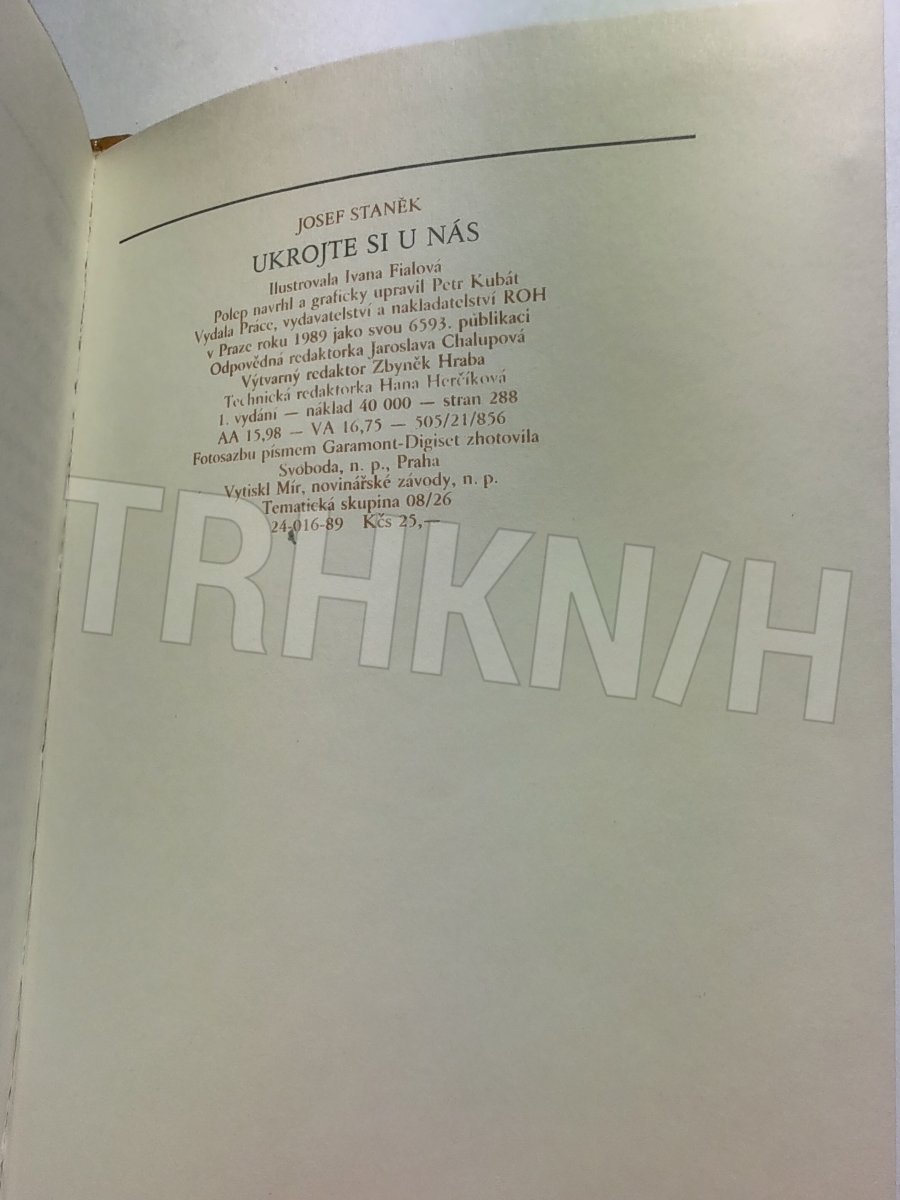 JOSEF STANĚK
UKROJTE SI U NÁS
Ilustrovala Ivana Fialová
Polep navrhl a graficky upravil Petr Kubát
Vydala Práce, vydavatelství a nakladatelství ROH
v Praze roku 1989 jako svou 6593. publikaci
Odpovědná redaktorka Jaroslava Chalupová
Výtvarný redaktor Zbyněk Hraba
Technická redaktorka Hana Herčíková
1. vydání — náklad 40 000 — stran 288
AA 15,98 — VA 16,75 — 505/21/856
Fotosazbu písmem Garamont-Digiset zhotovila
Svoboda, n. p., Praha
Vytiskl Mír, novinářské závody, n. p.
Tematická skupina 08/26
24-016-89 Kčs 25,—
TRHKN/H